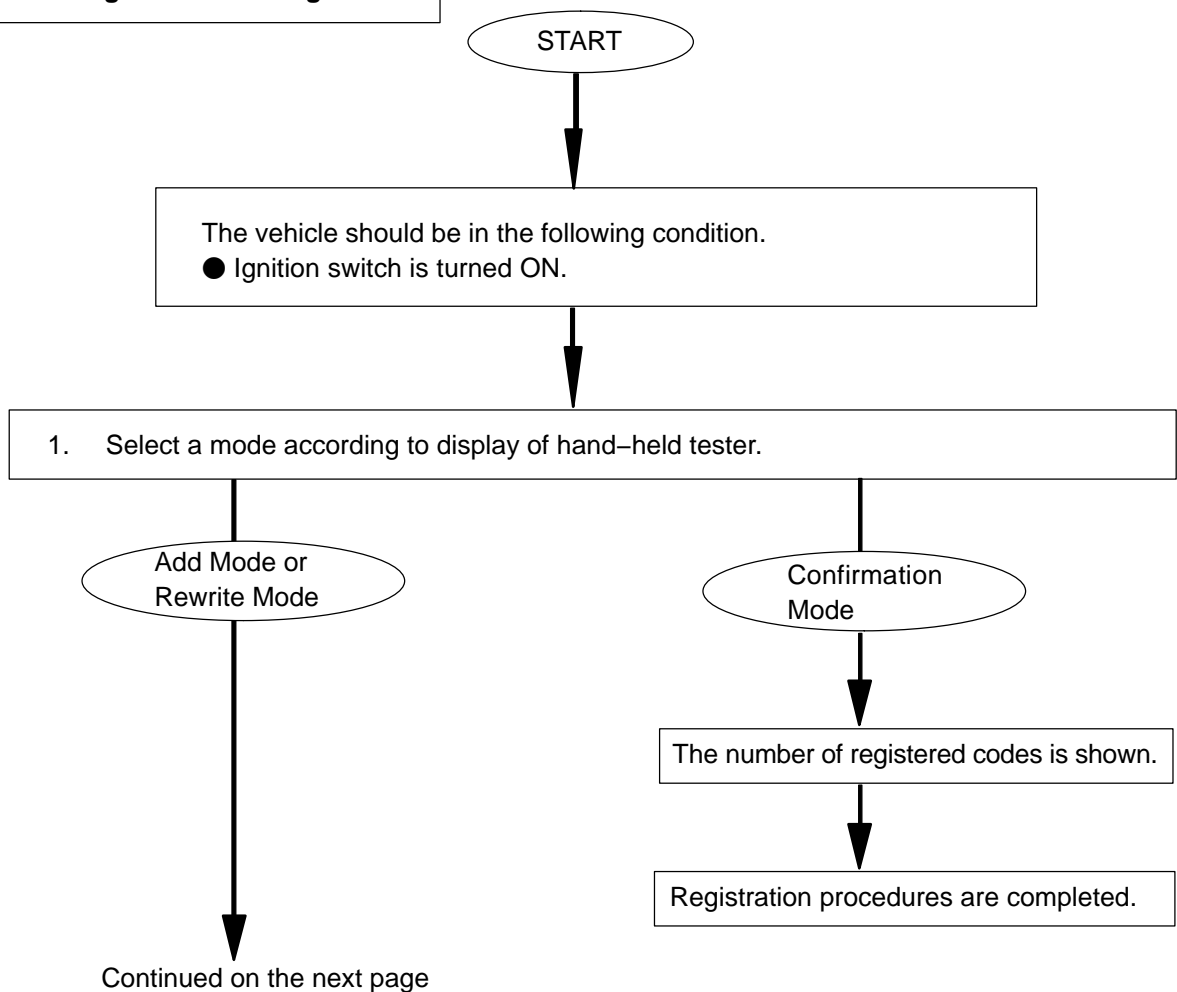 START
The vehicle should be in the following condition.
● Ignition switch is turned ON.
1. Select a mode according to display of hand–held tester.
Add Mode or
Rewrite Mode
Confirmation
Mode
The number of registered codes is shown.
Registration procedures are completed.
Continued on the next page